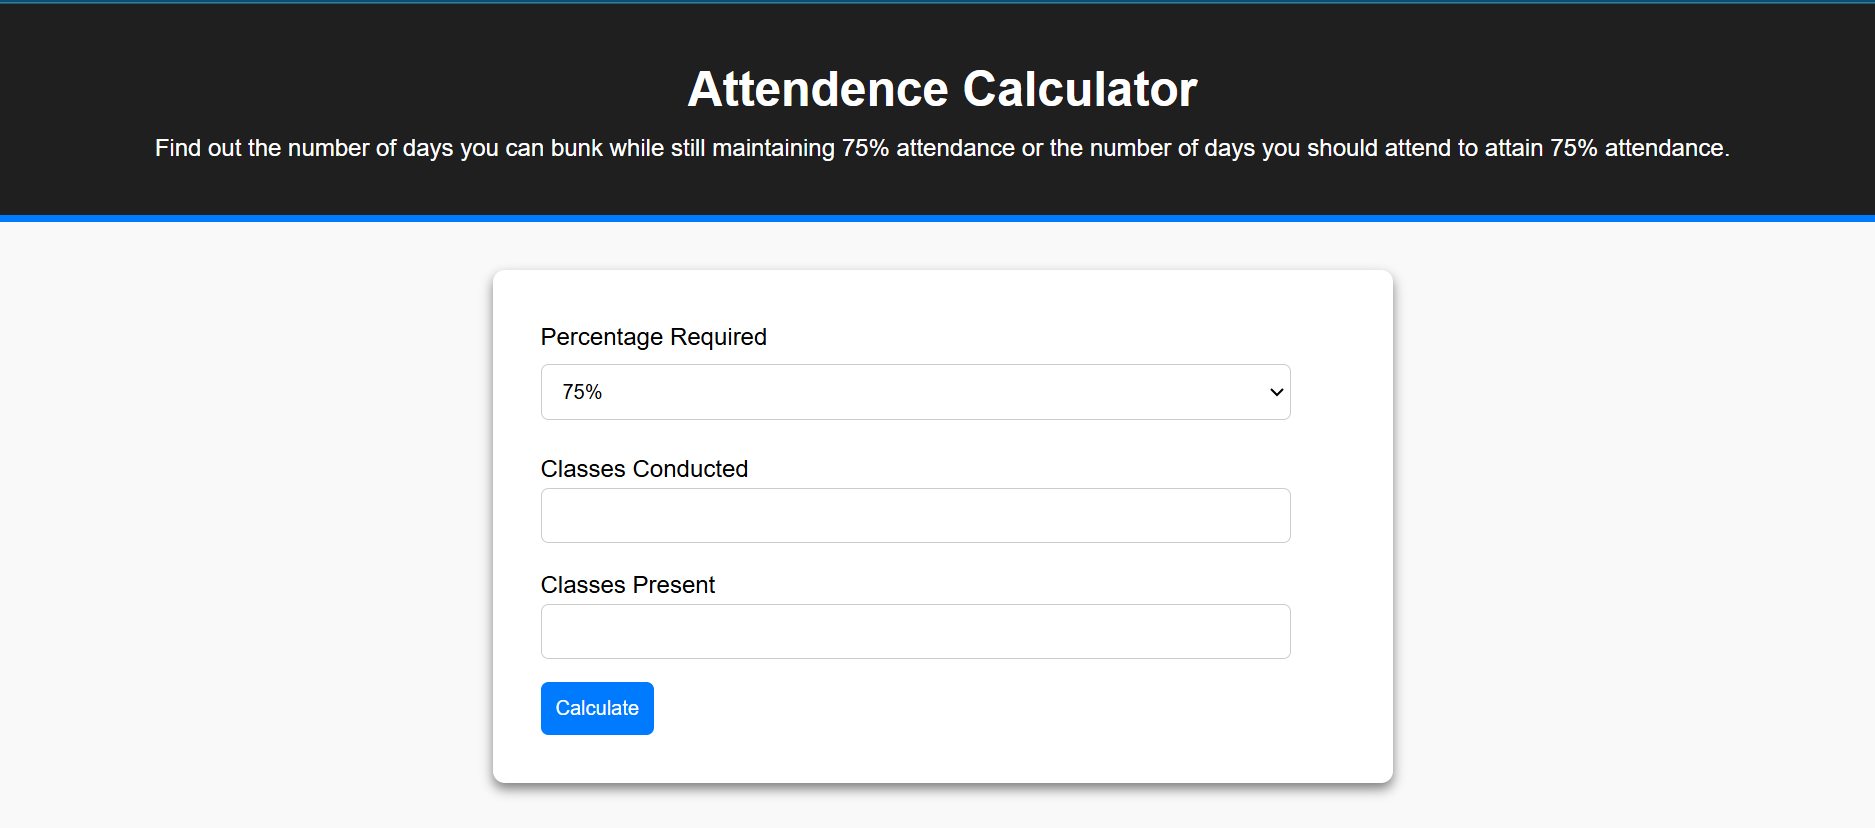 Attendence Calculator
Find out the number of days you can bunk while still maintaining 75% attendance or the number of days you should attend to attain 75% attendance.
Percentage Required
75%
Classes Conducted
Classes Present
Calculate